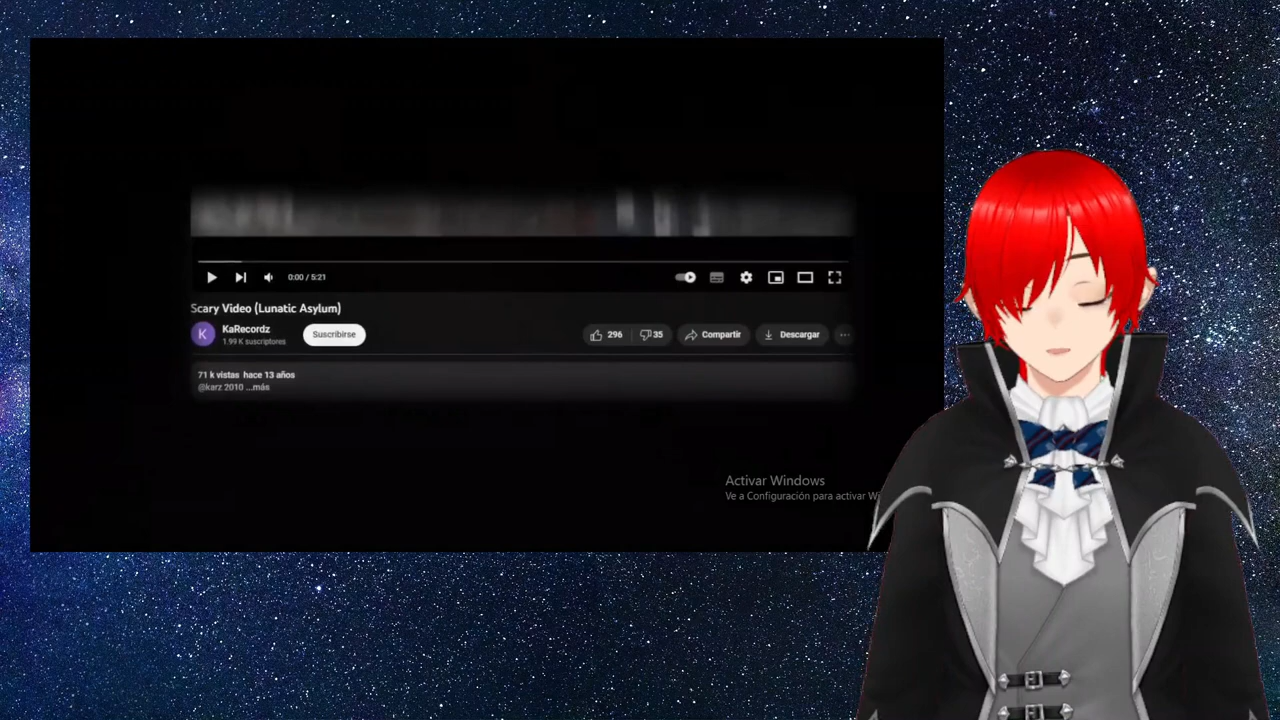 0:00 / 5:21
Scary Video (Lunatic Asylum)
K
KaRecordz
1.99 K suscriptores
Suscribirse
296
35
Compartir
Descargar
71 k vistas hace 13 años
@karz 2010 ...más
Activar Windows
Ve a Configuración para activar Wi